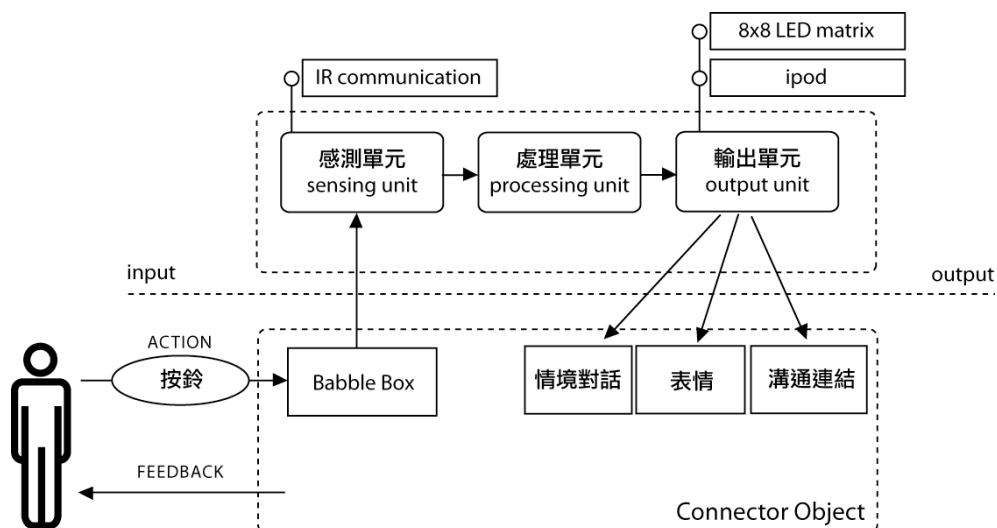 8x8 LED matrix
IR communication
ipod
感測單元
sensing unit
處理單元
processing unit
輸出單元
output unit
input
output
ACTION
按鈴
Babble Box
情境對話
表情
溝通連結
FEEDBACK
Connector Object